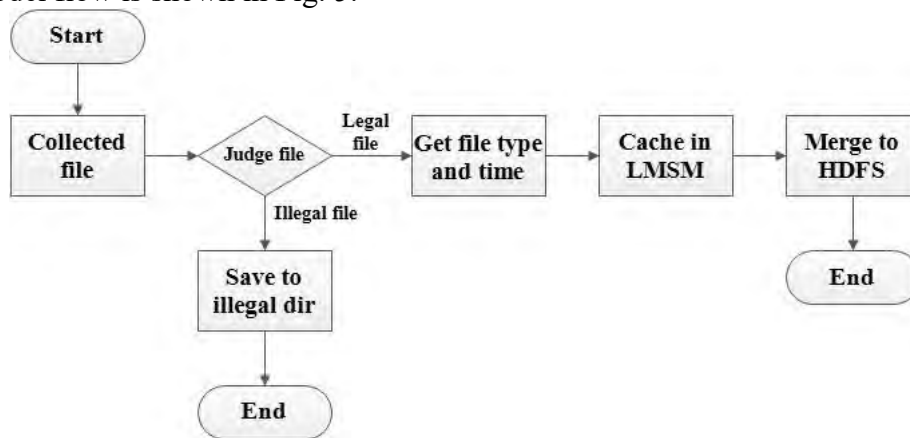 Start
Collected
file
Judge file
Legal
file
Get file type
and time
Cache in
LMSM
Merge to
HDFS
End
Illegal file
Save to
illegal dir
End